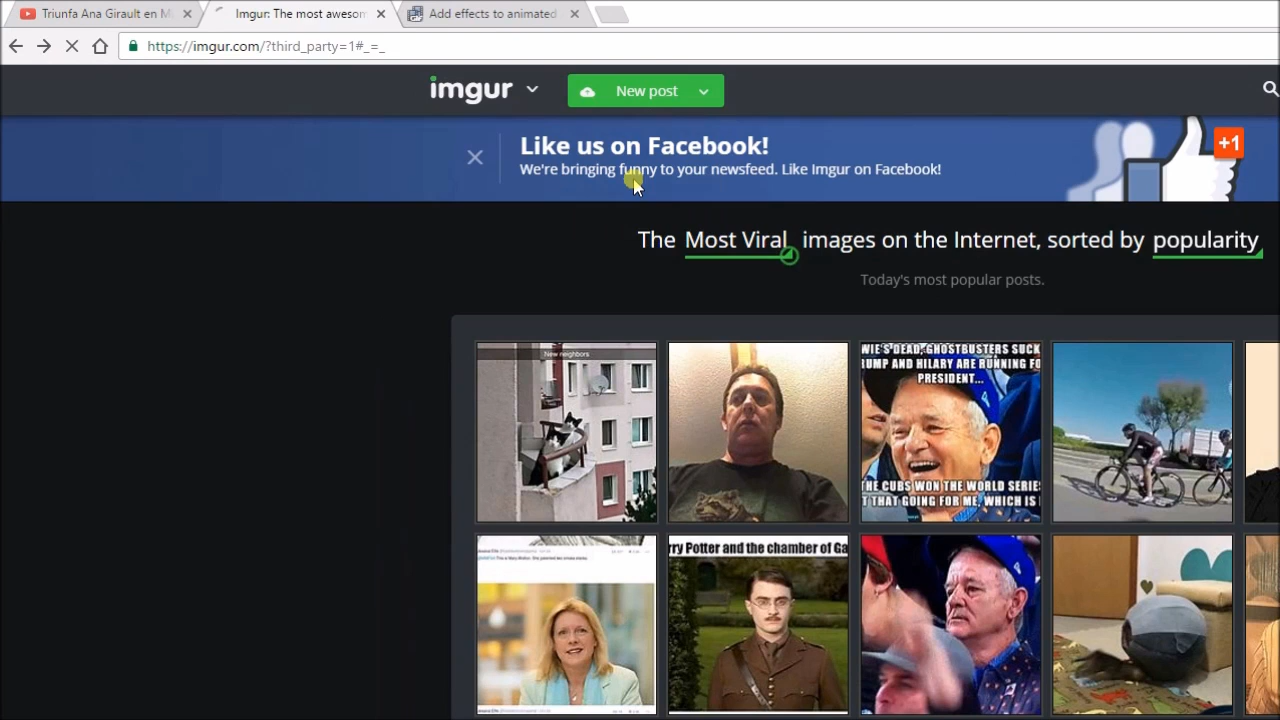 Triunfa Ana Girault en Mu
Imgur: The most awesom
Add effects to animated
https://imgur.com/?third_party=1#_=_
imgur
New post
Like us on Facebook!
We're bringing funny to your newsfeed. Like Imgur on Facebook!
+1
The Most Viral images on the Internet, sorted by popularity
Today's most popular posts.
New neighbors
WIE'S DEAD, GHOSTBUSTERS SUCK
RUMP AND HILARY ARE RUNNING FO
PRESIDENT...
THE CUBS WON THE WORLD SERIE
T THAT GOING FOR ME, WHICH IS
rry Potter and the chamber of Ga